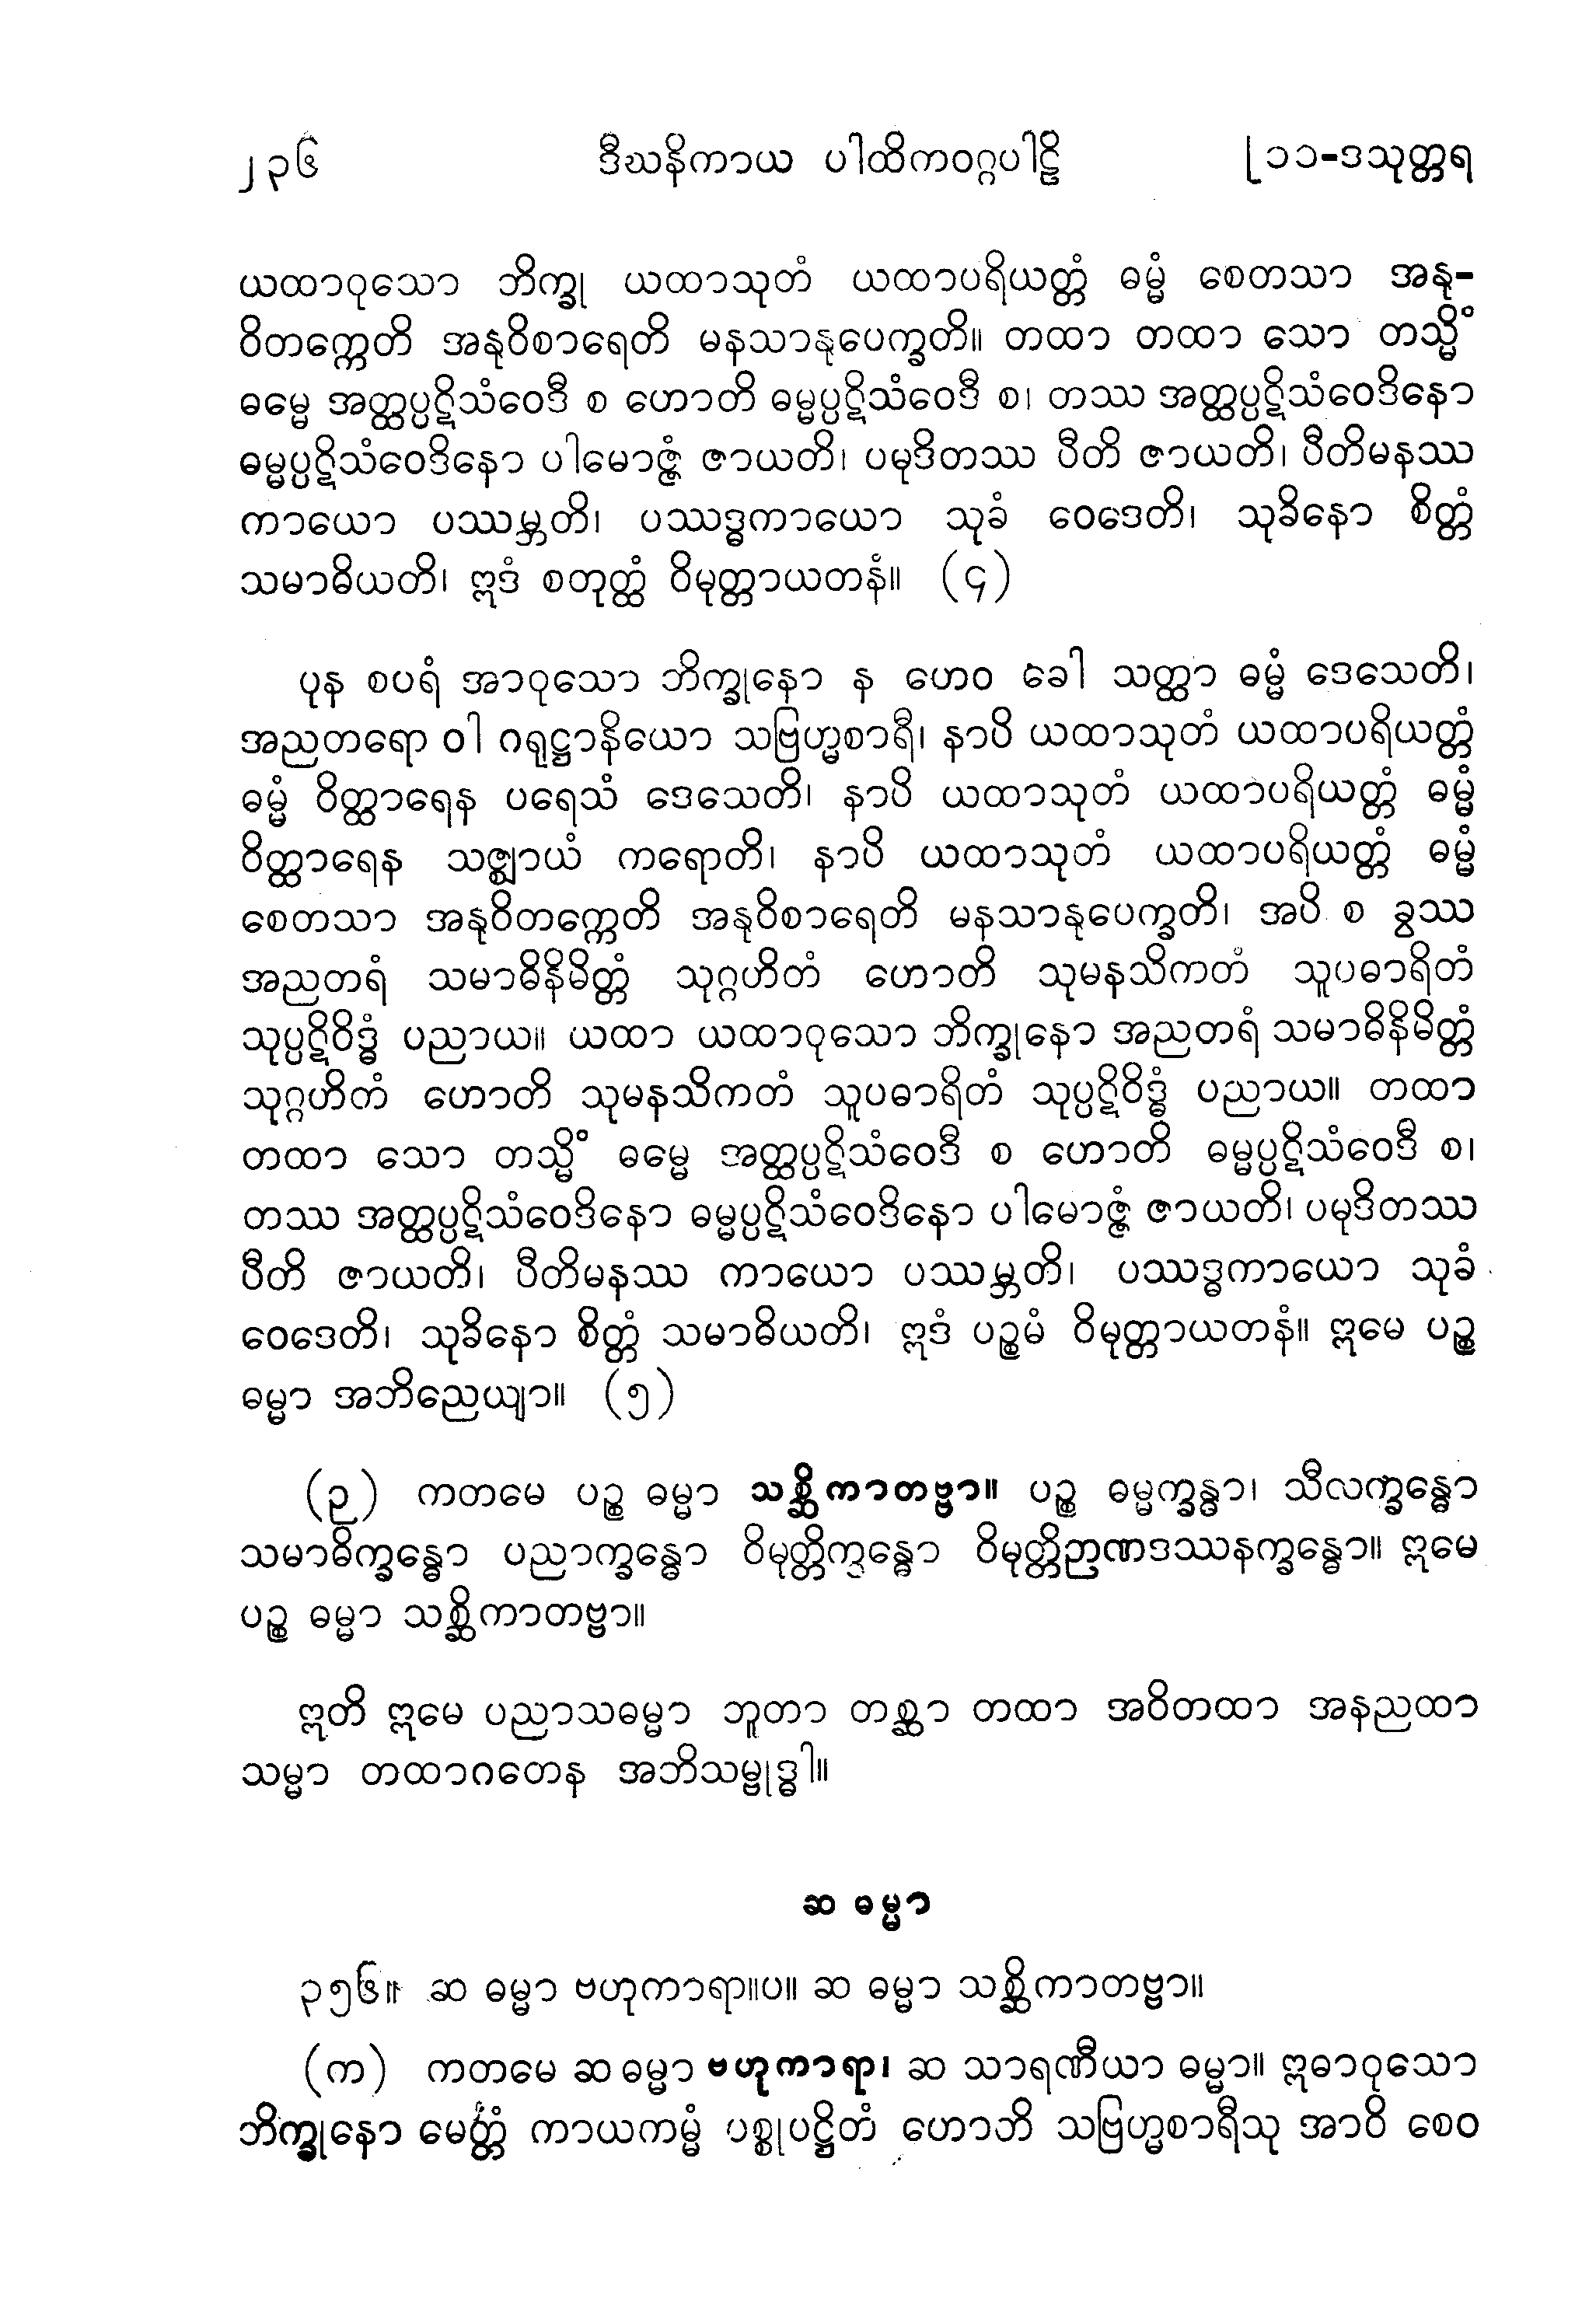 ၂၃၆ ဒီဃနိကာယ ပါထိကဝဂ္ဂပါဠိ [၁၁-ဒသုတ္တရ
ယထာဝုသော ဘိက္ခု ယထာသုတံ ယထာပရိယတ္တံ ဓမ္မံ စေတသာ အနု-
ဝိတက္ကေတိ အနုဝိစာရေတိ မနသာနုပေက္ခတိ။ တထာ တထာ သော တသ္မိံ
ဓမ္မေ အတ္ထပ္ပဋိသံဝေဒီ စ ဟောတိ ဓမ္မပ္ပဋိသံဝေဒီ စ၊ တဿ အတ္ထပ္ပဋိသံဝေဒိနော
ဓမ္မပ္ပဋိသံဝေဒိနော ပါမောဇ္ဇံ ဇာယတိ၊ ပမုဒိတဿ ပီတိ ဇာယတိ၊ ပီတိမနဿ
ကာယော ပဿမ္ဘတိ၊ ပဿဒ္ဓကာယော သုခံ ဝေဒေတိ၊ သုခိနော စိတ္တံ
သမာဓိယတိ၊ ဣဒံ စတုတ္ထံ ဝိမုတ္တာယတနံ။ (၄)
ပုန စပရံ အာဝုသော ဘိက္ခုနော န ဟေဝ ခေါ သတ္ထာ ဓမ္မံ ဒေသေတိ၊
အညတရော ဝါ ဂရုဋ္ဌာနိယော သဗြဟ္မစာရီ၊ နာပိ ယထာသုတံ ယထာပရိယတ္တံ
ဓမ္မံ ဝိတ္ထာရေန ပရေသံ ဒေသေတိ၊ နာပိ ယထာသုတံ ယထာပရိယတ္တံ ဓမ္မံ
ဝိတ္ထာရေန သဇ္ဈာယံ ကရောတိ၊ နာပိ ယထာသုတံ ယထာပရိယတ္တံ ဓမ္မံ
စေတသာ အနုဝိတက္ကေတိ အနုဝိစာရေတိ မနသာနုပေက္ခတိ၊ အပိ စ ခွဿ
အညတရံ သမာဓိနိမိတ္တံ သုဂ္ဂဟိတံ ဟောတိ သုမနသိကတံ သူပဓာရိတံ
သုပ္ပဋိဝိဒ္ဓံ ပညာယ။ ယထာ ယထာဝုသော ဘိက္ခုနော အညတရံ သမာဓိနိမိတ္တံ
သုဂ္ဂဟိတံ ဟောတိ သုမနသိကတံ သူပဓာရိတံ သုပ္ပဋိဝိဒ္ဓံ ပညာယ။ တထာ
တထာ သော တသ္မိံ ဓမ္မေ အတ္ထပ္ပဋိသံဝေဒီ စ ဟောတိ ဓမ္မပ္ပဋိသံဝေဒီ စ၊
တဿ အတ္ထပ္ပဋိသံဝေဒိနော ဓမ္မပ္ပဋိသံဝေဒိနော ပါမောဇ္ဇံ ဇာယတိ၊ ပမုဒိတဿ
ပီတိ ဇာယတိ၊ ပီတိမနဿ ကာယော ပဿမ္ဘတိ၊ ပဿဒ္ဓကာယော သုခံ
ဝေဒေတိ၊ သုခိနော စိတ္တံ သမာဓိယတိ၊ ဣဒံ ပဉ္စမံ ဝိမုတ္တာယတနံ။ ဣမေ ပဉ္စ
ဓမ္မာ အဘိညေယျာ။ (၅)
(ဉ) ကတမေ ပဉ္စ ဓမ္မာ သစ္ဆိကာတဗ္ဗာ။ ပဉ္စ ဓမ္မက္ခန္ဓာ၊ သီလက္ခန္ဓော
သမာဓိက္ခန္ဓော ပညာက္ခန္ဓော ဝိမုတ္တိက္ခန္ဓော ဝိမုတ္တိဉာဏဒဿနက္ခန္ဓော။ ဣမေ
ပဉ္စ ဓမ္မာ သစ္ဆိကာတဗ္ဗာ။
ဣတိ ဣမေ ပညာသဓမ္မာ ဘူတာ တစ္ဆာ တထာ အဝိတထာ အနညထာ
သမ္မာ တထာဂတေန အဘိသမ္ဗုဒ္ဓါ။
ဆ ဓမ္မာ
၃၅၆။ ဆ ဓမ္မာ ဗဟုကာရာ။ပ။ ဆ ဓမ္မာ သစ္ဆိကာတဗ္ဗာ။
(က) ကတမေ ဆ ဓမ္မာ ဗဟုကာရာ၊ ဆ သာရဏီယာ ဓမ္မာ။ ဣဓာဝုသော
ဘိက္ခုနော မေတ္တံ ကာယကမ္မံ ပစ္စုပဋ္ဌိတံ ဟောတိ သဗြဟ္မစာရီသု အာဝိ စေဝ